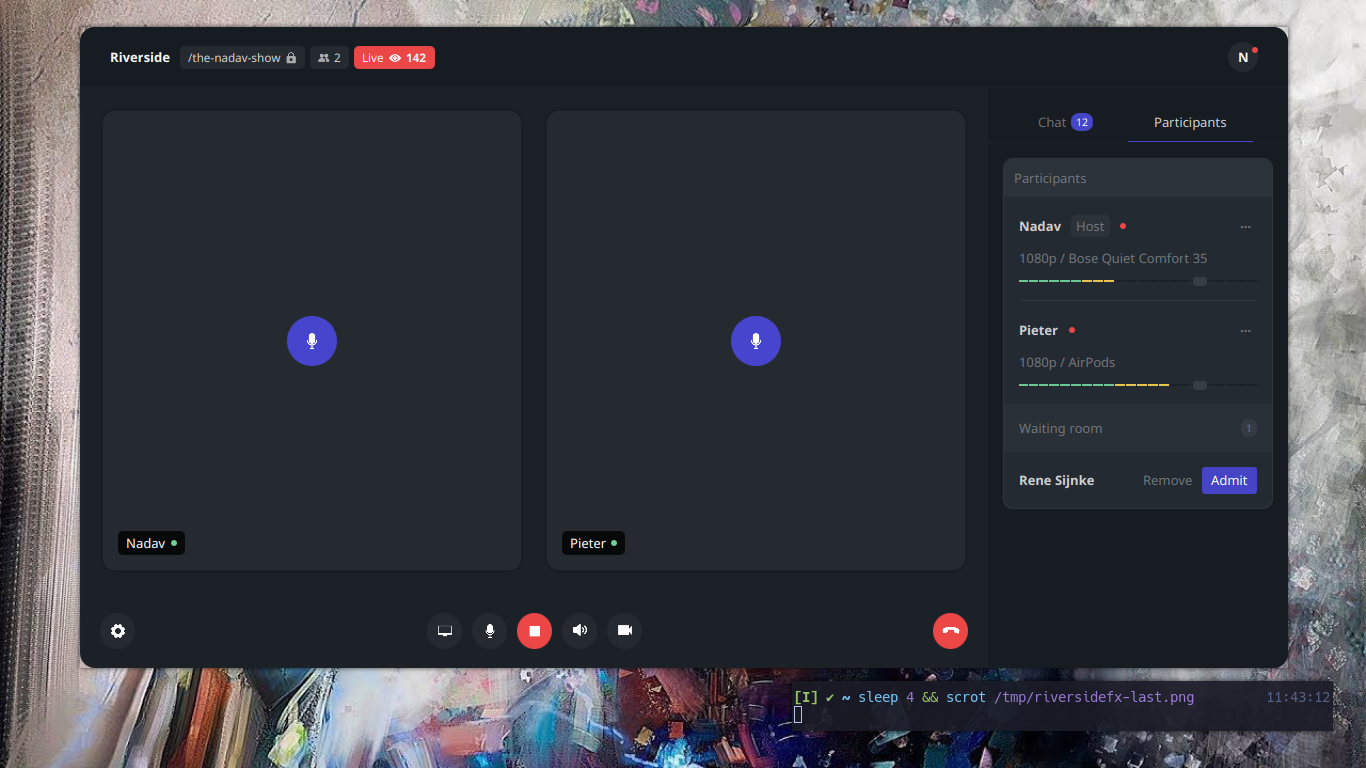 Riverside /the-nadav-show 2 Live 142 N
Chat 12 Participants
Participants
Nadav Host ...
1080p / Bose Quiet Comfort 35
Pieter ...
1080p / AirPods
Waiting room 1
Rene Sijnke Remove Admit
Nadav
Pieter
[I] ✔ ~ sleep 4 && scrot /tmp/riversidefx-last.png 11:43:12